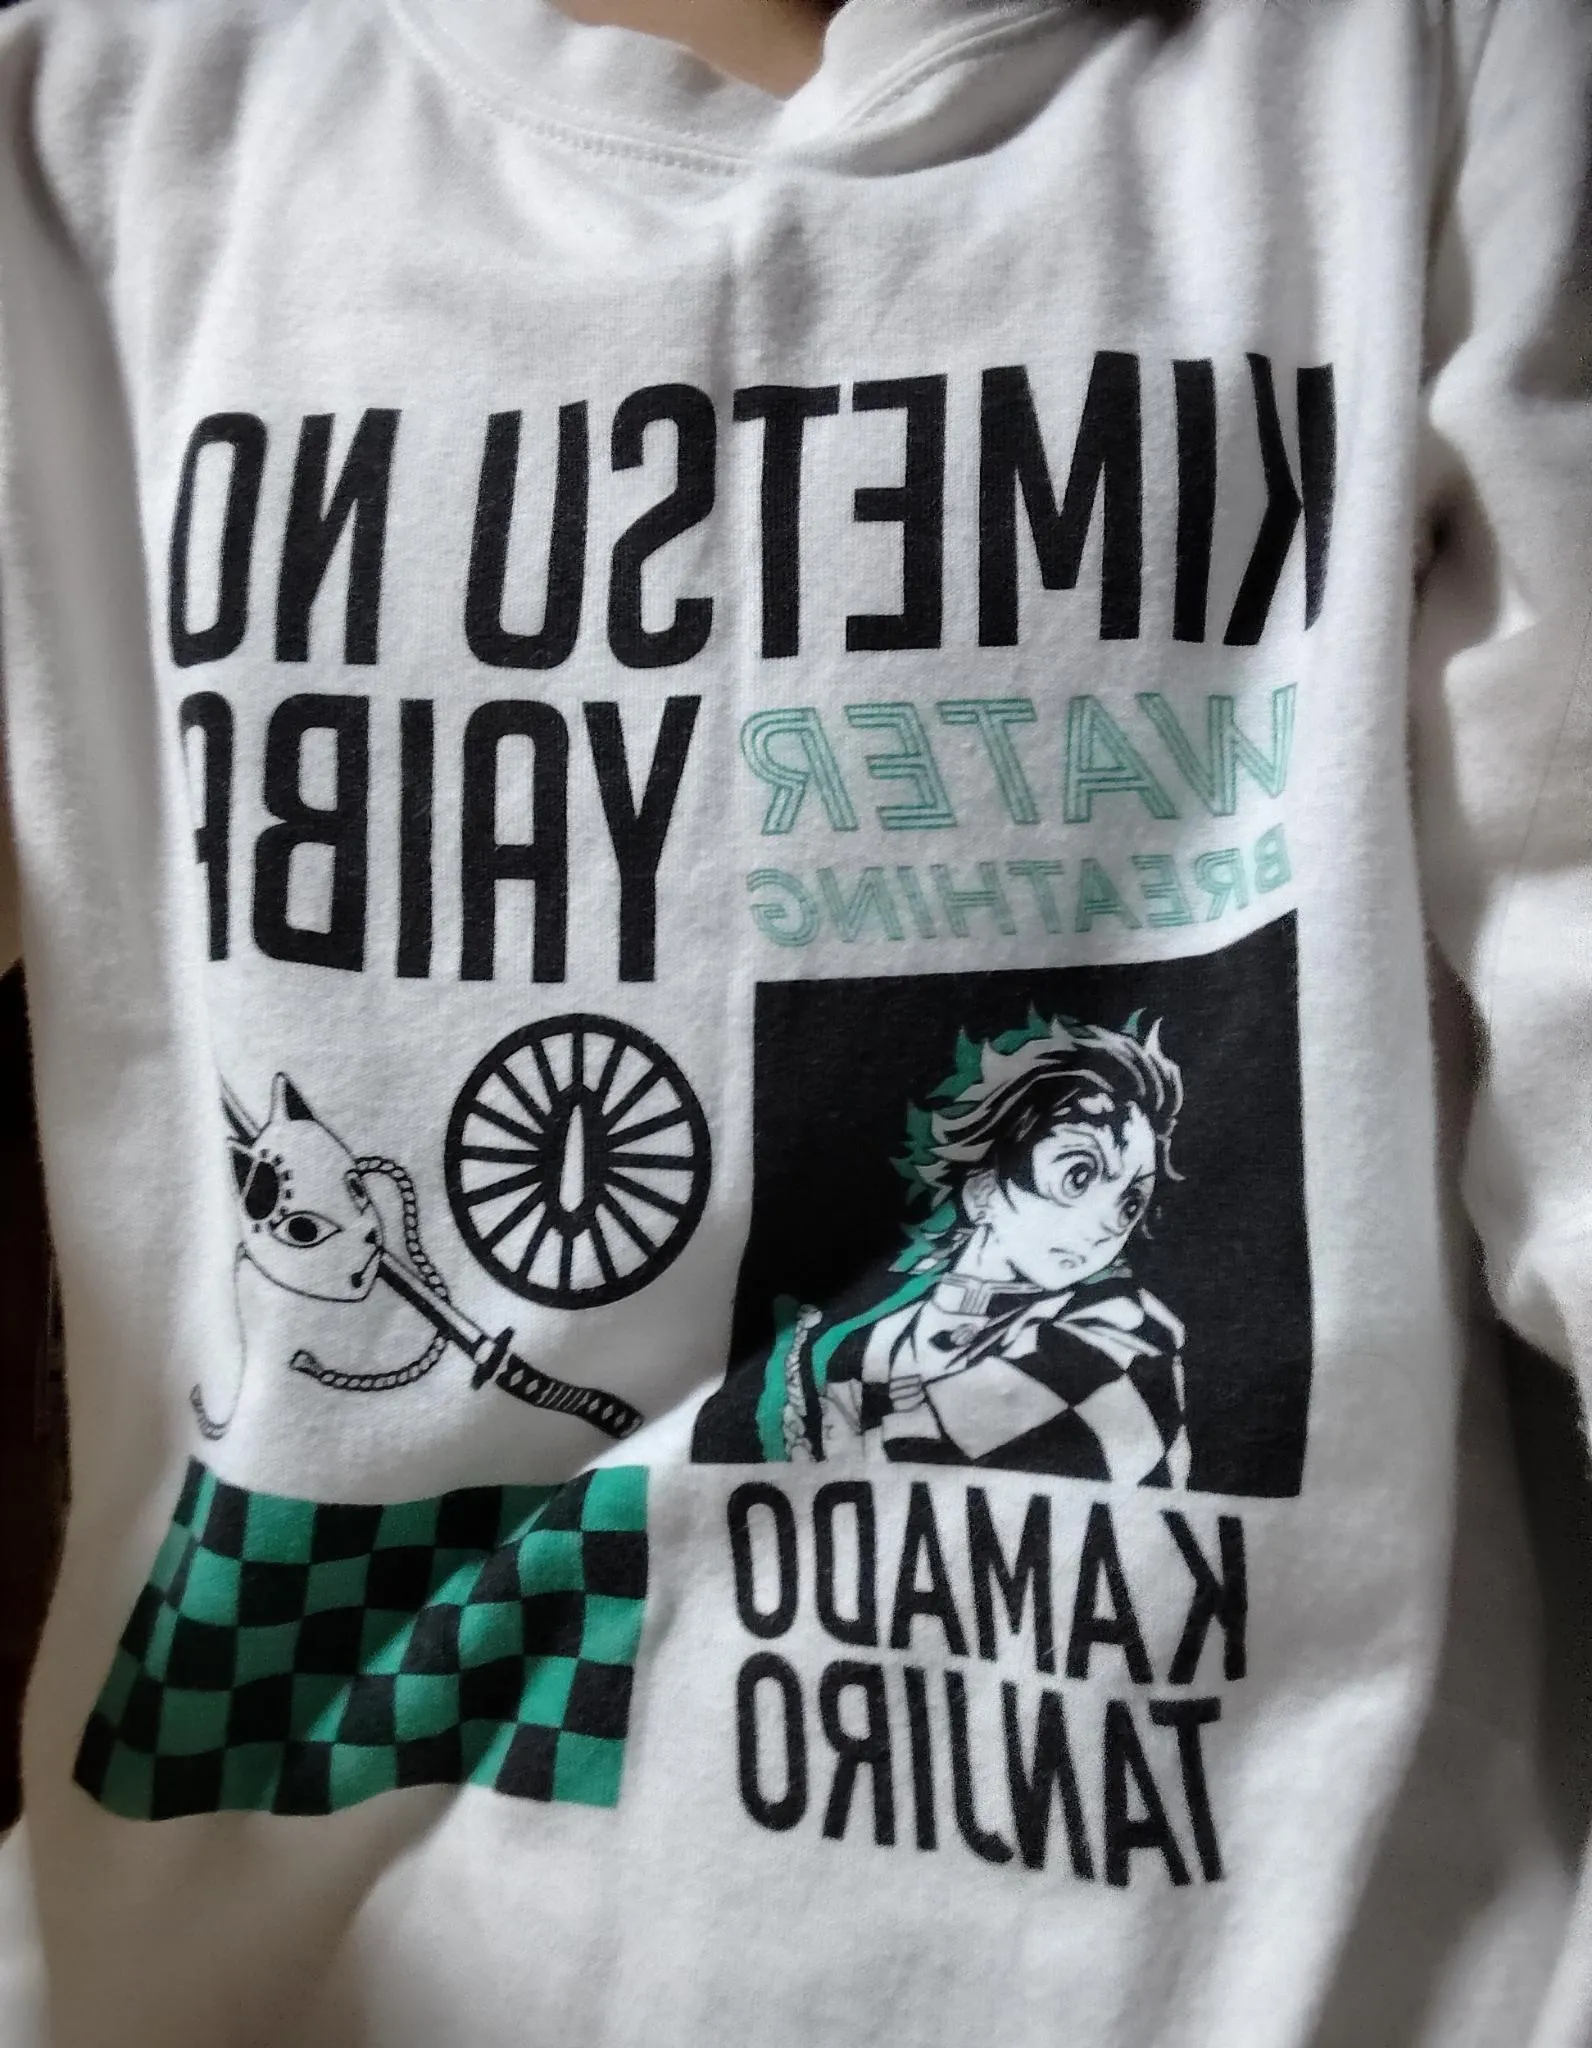 KIMETSU NO
YAIBA
WATER
BREATHING
KAMADO
TANJIRO